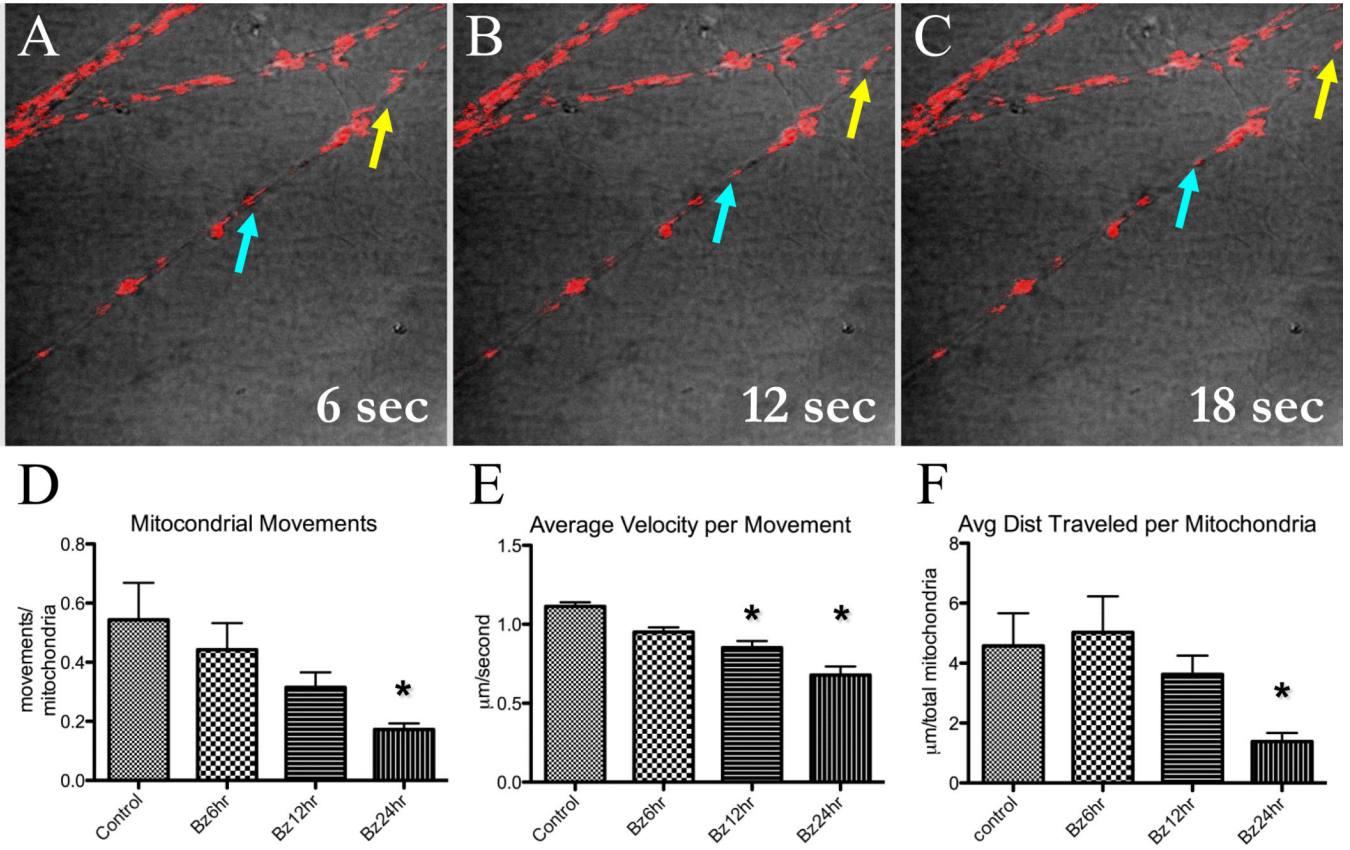 A
B
C
6 sec
12 sec
18 sec
D
Mitocondrial Movements
movements/
mitochondria
0.8
0.6
0.4
0.2
0.0
Control
Bz6hr
Bz12hr
*
Bz24hr
E
Average Velocity per Movement
µm/second
1.5
1.0
0.5
0.0
Control
Bz6hr
*
Bz12hr
*
Bz24hr
F
Avg Dist Traveled per Mitochondria
µm/total mitochondria
8
6
4
2
0
control
Bz6hr
Bz12hr
*
Bz24hr